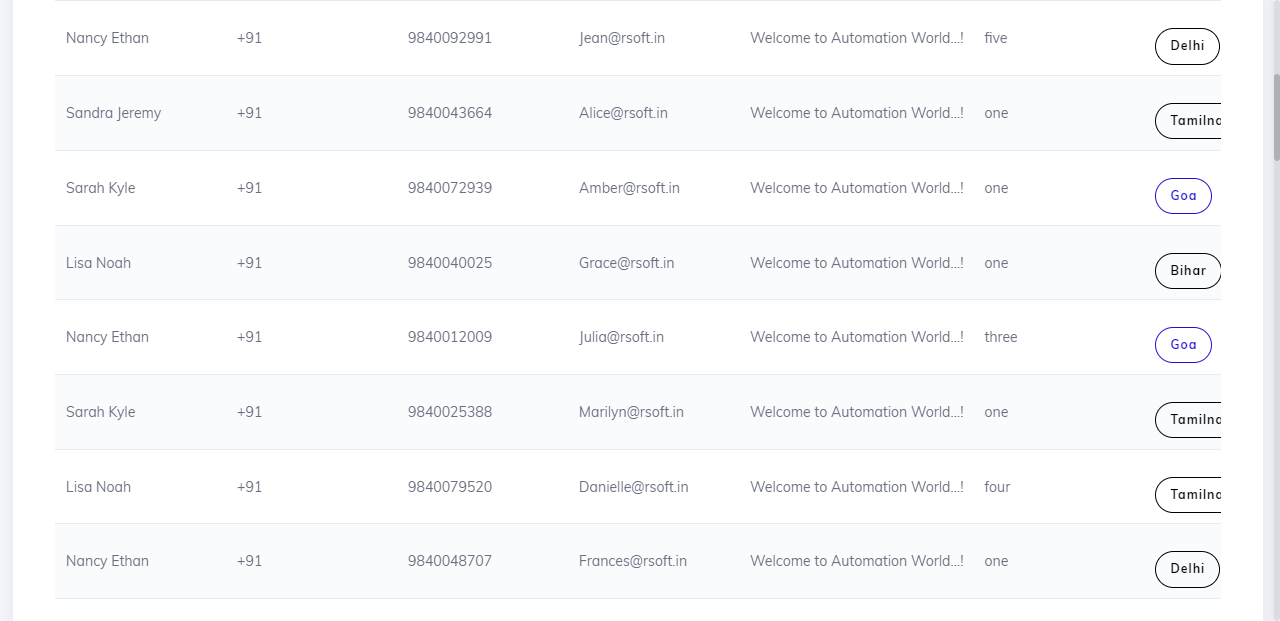 Nancy Ethan +91 9840092991 Jean@rsoft.in Welcome to Automation World...! five Delhi
Sandra Jeremy +91 9840043664 Alice@rsoft.in Welcome to Automation World...! one
Sarah Kyle +91 9840072939 Amber@rsoft.in Welcome to Automation World...! one Goa
Lisa Noah +91 9840040025 Grace@rsoft.in Welcome to Automation World...! one Bihar
Nancy Ethan +91 9840012009 Julia@rsoft.in Welcome to Automation World...! three Goa
Sarah Kyle +91 9840025388 Marilyn@rsoft.in Welcome to Automation World...! one
Lisa Noah +91 9840079520 Danielle@rsoft.in Welcome to Automation World...! four
Nancy Ethan +91 9840048707 Frances@rsoft.in Welcome to Automation World...! one Delhi